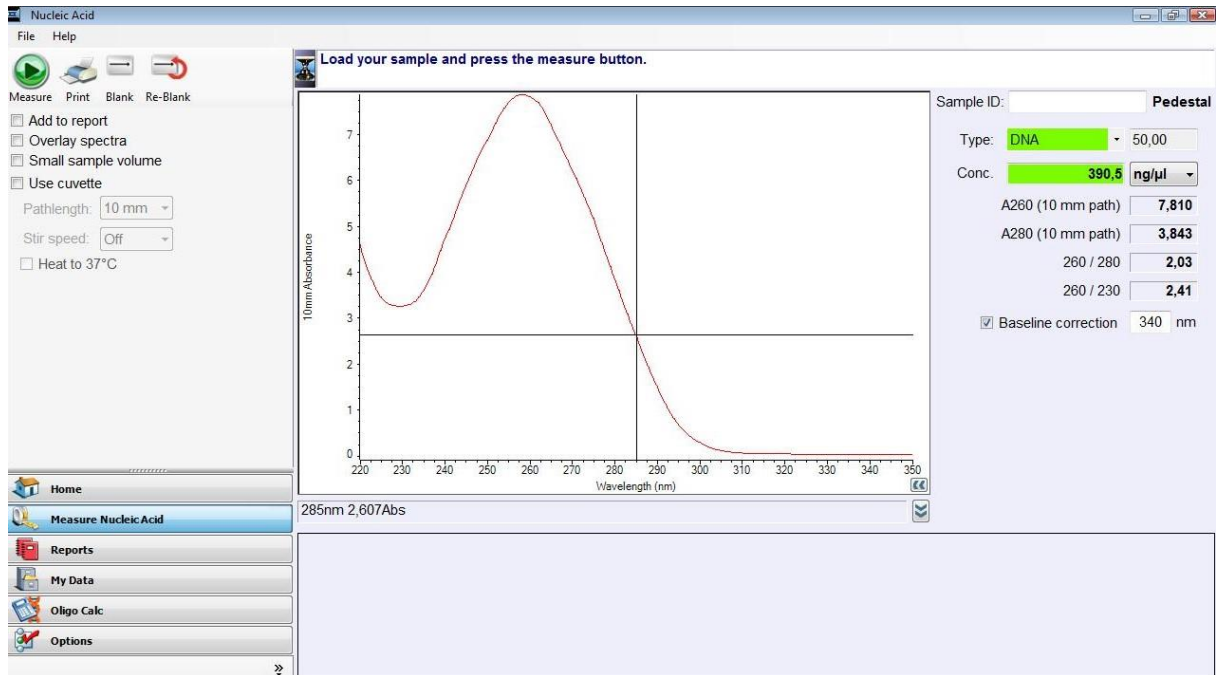 Nucleic Acid
File Help
Measure Print Blank Re-Blank
Add to report
Overlay spectra
Small sample volume
Use cuvette
Pathlength: 10 mm
Stir speed: Off
Heat to 37°C
Home
Measure Nucleic Acid
Reports
My Data
Oligo Calc
Options
Load your sample and press the measure button.
10mm Absorbance
7
6
5
4
3
2
1
0
220 230 240 250 260 270 280 290 300 310 320 330 340 350
Wavelength (nm)
285nm 2,607Abs
Sample ID: Pedestal
Type: DNA 50,00
Conc. 390,5 ng/µl
A260 (10 mm path) 7,810
A280 (10 mm path) 3,843
260 / 280 2,03
260 / 230 2,41
Baseline correction 340 nm